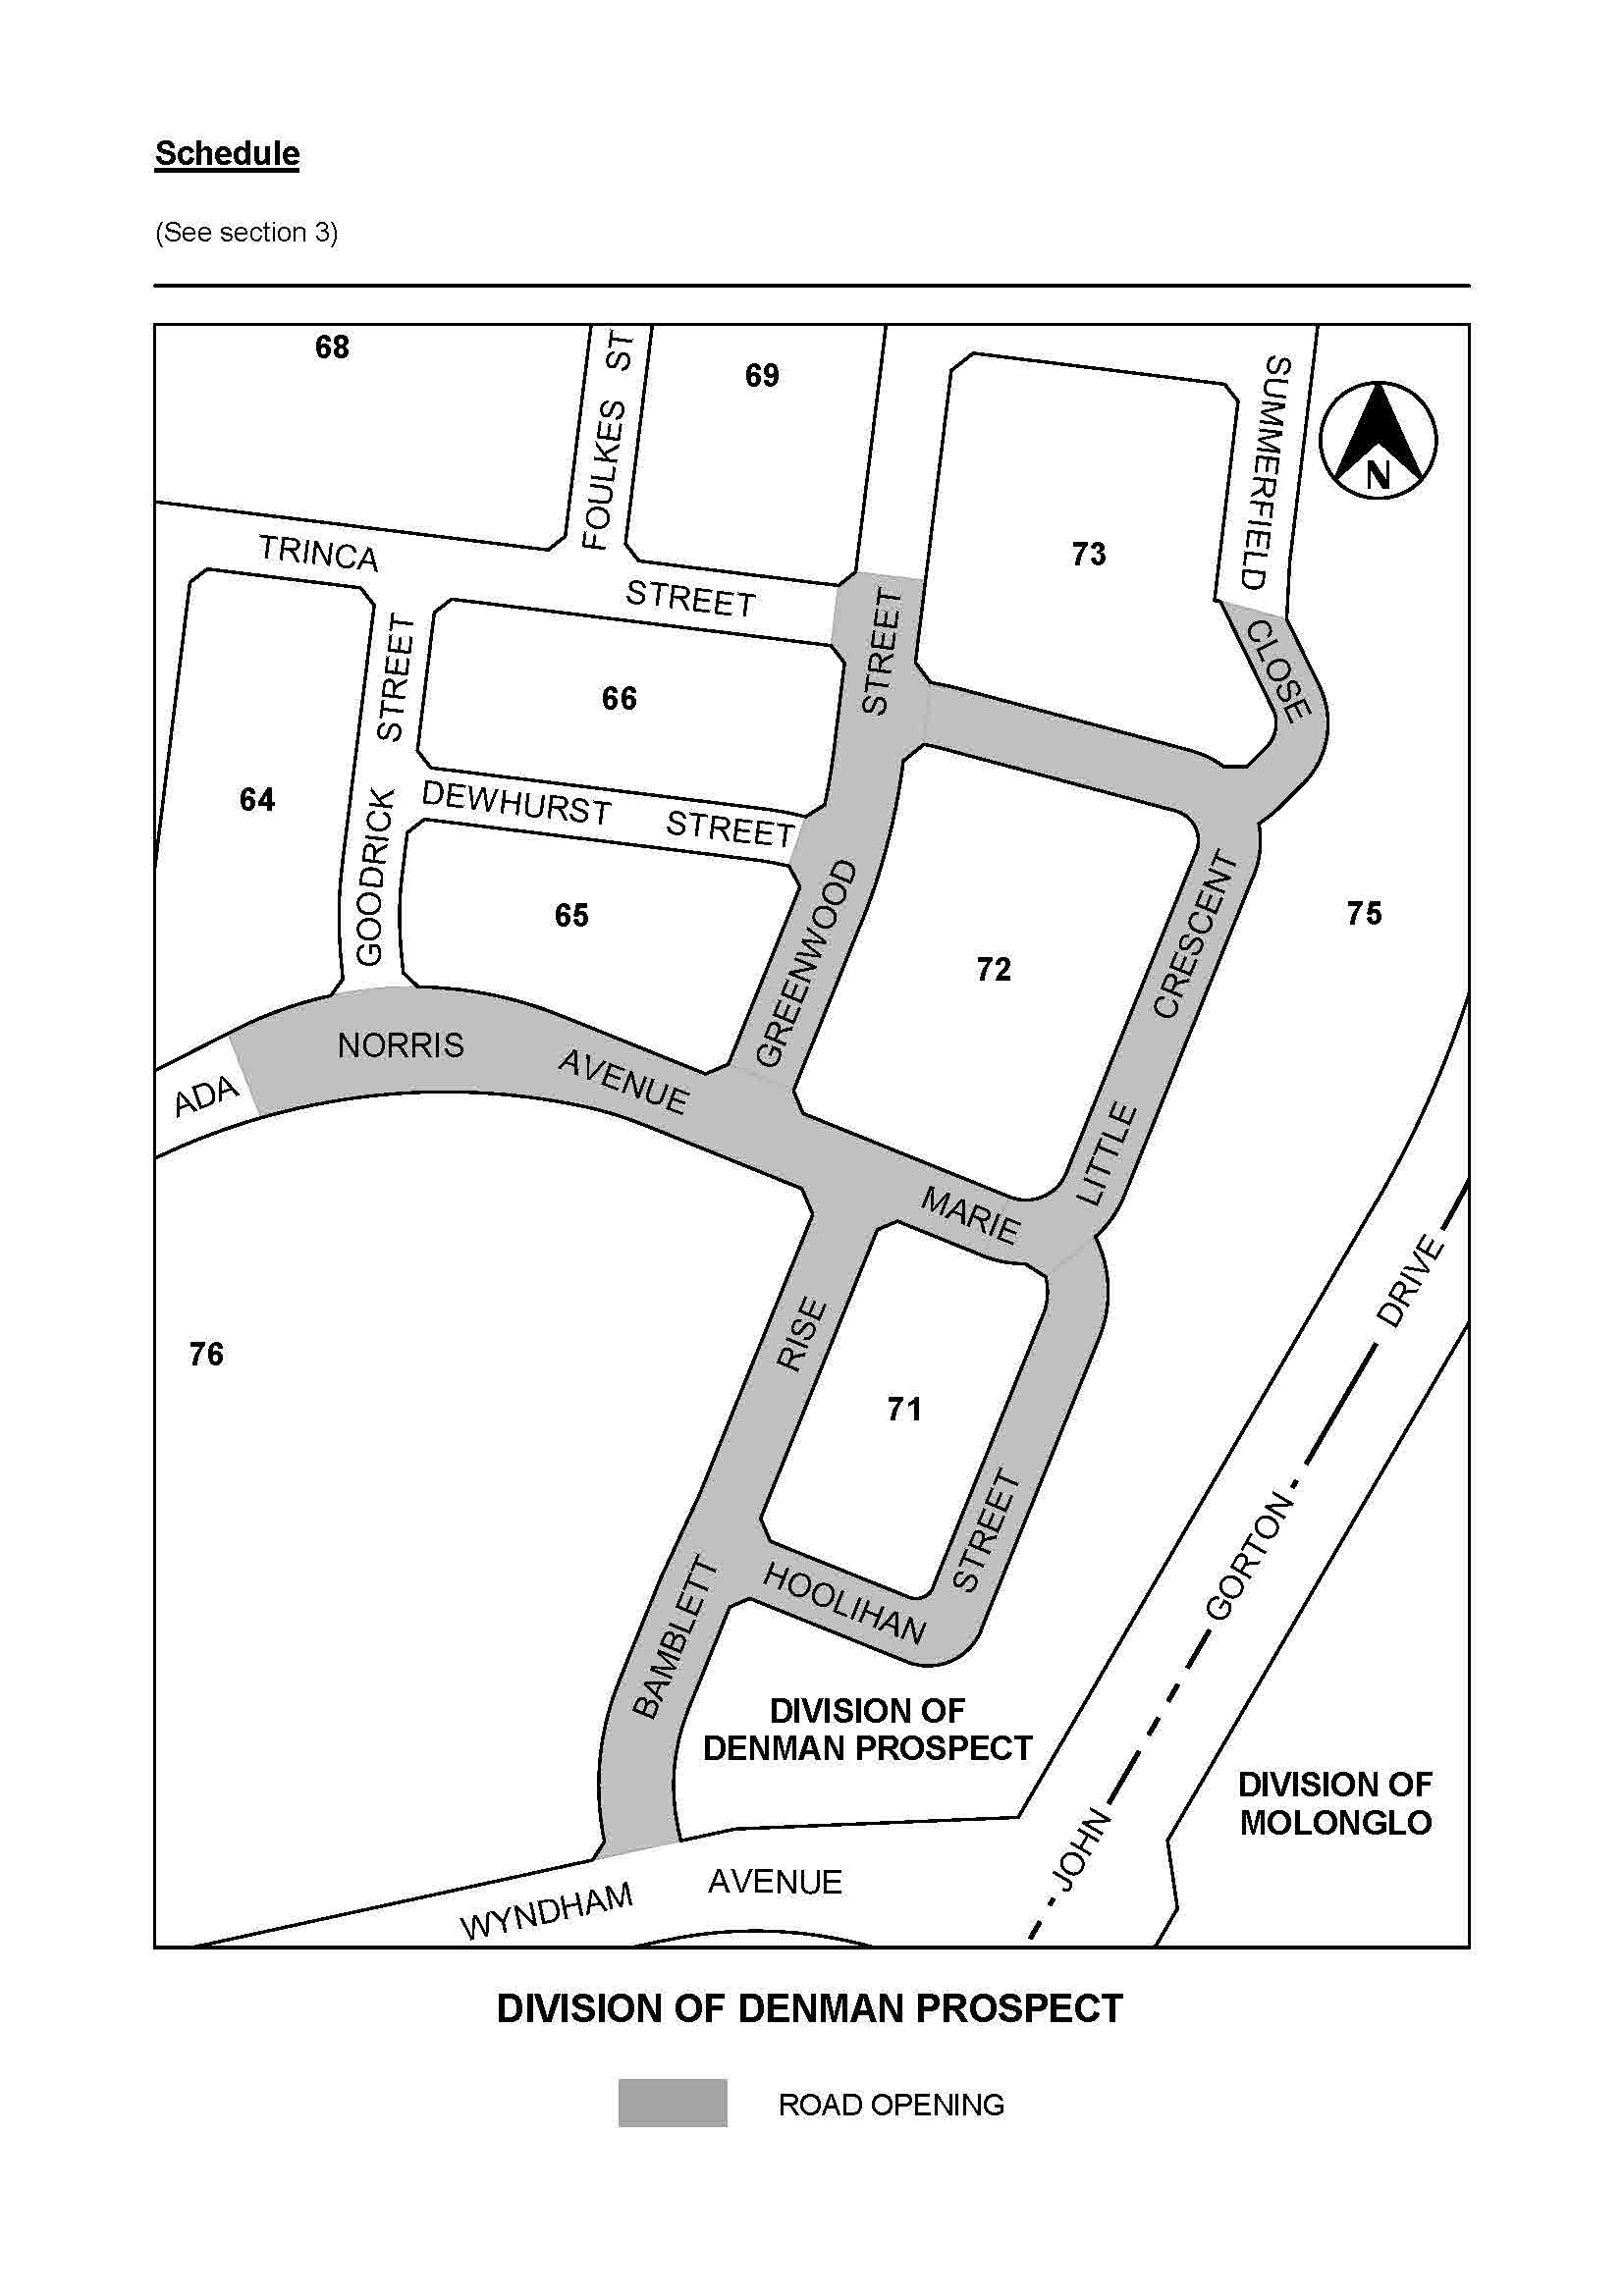 Schedule
(See section 3)
68
FOULKES ST
69
SUMMERFIELD CLOSE
N
TRINCA STREET
73
66
GOODRICK STREET
64
DEWHURST STREET
65
GREENWOOD STREET
72
75
MARIE LITTLE CRESCENT
ADA NORRIS AVENUE
76
BAMBLETT RISE
71
HOOLIHAN STREET
JOHN GORTON DRIVE
DIVISION OF
DENMAN PROSPECT
DIVISION OF
MOLONGLO
WYNDHAM AVENUE
DIVISION OF DENMAN PROSPECT
ROAD OPENING